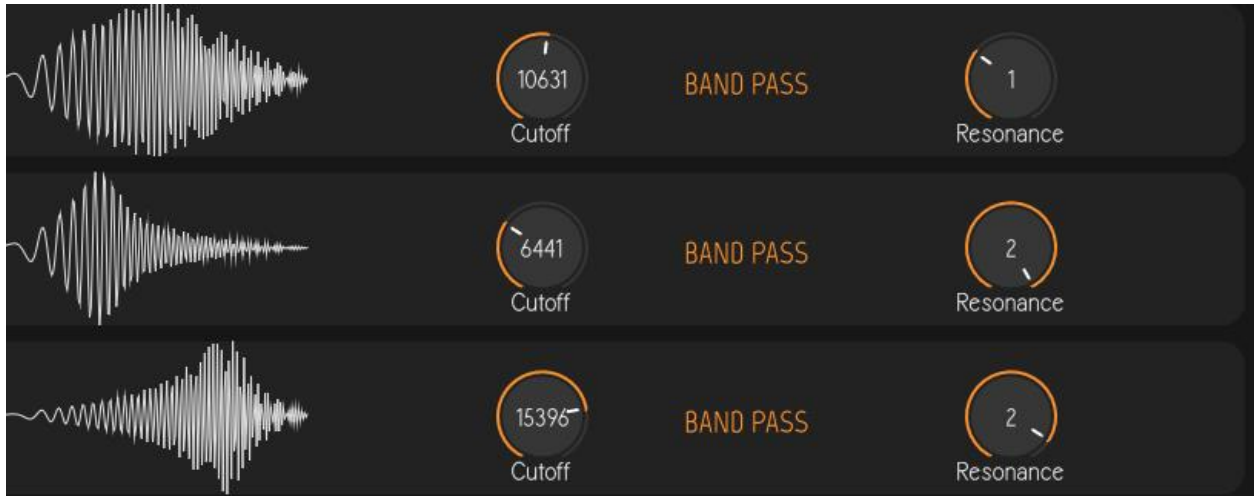 10631 BAND PASS 1
Cutoff Resonance
6441 BAND PASS 2
Cutoff Resonance
15396 BAND PASS 2
Cutoff Resonance